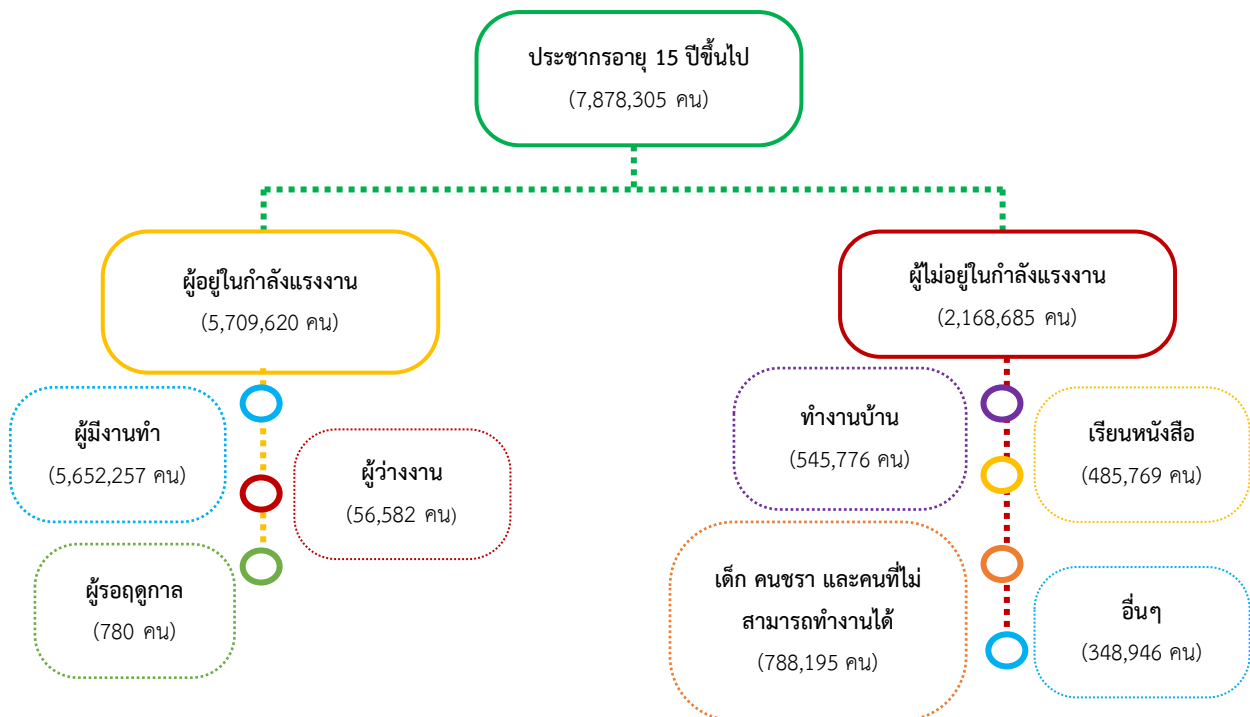 ประชากรอายุ 15 ปีขึ้นไป
(7,878,305 คน)
ผู้อยู่ในกำลังแรงงาน
(5,709,620 คน)
ผู้ไม่อยู่ในกำลังแรงงาน
(2,168,685 คน)
ผู้มีงานทำ
(5,652,257 คน)
ผู้ว่างงาน
(56,582 คน)
ผู้รอฤดูกาล
(780 คน)
ทำงานบ้าน
(545,776 คน)
เรียนหนังสือ
(485,769 คน)
เด็ก คนชรา และคนที่ไม่
สามารถทำงานได้
(788,195 คน)
อื่นๆ
(348,946 คน)